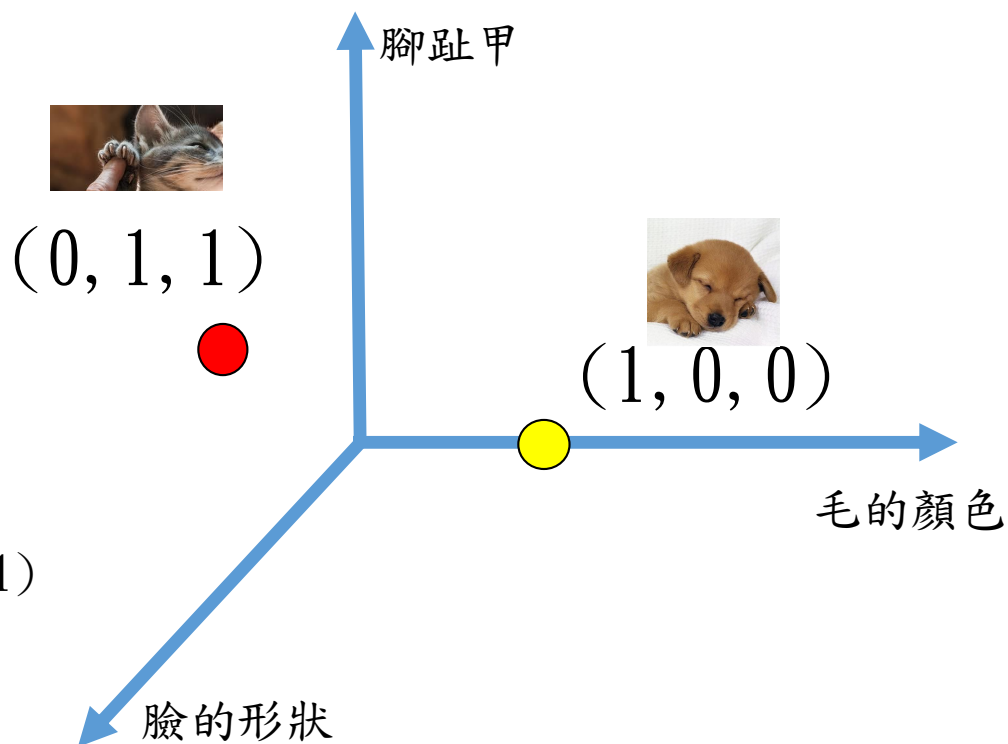 腳趾甲
(0,1,1)
(1,0,0)
毛的顏色
1)
臉的形狀